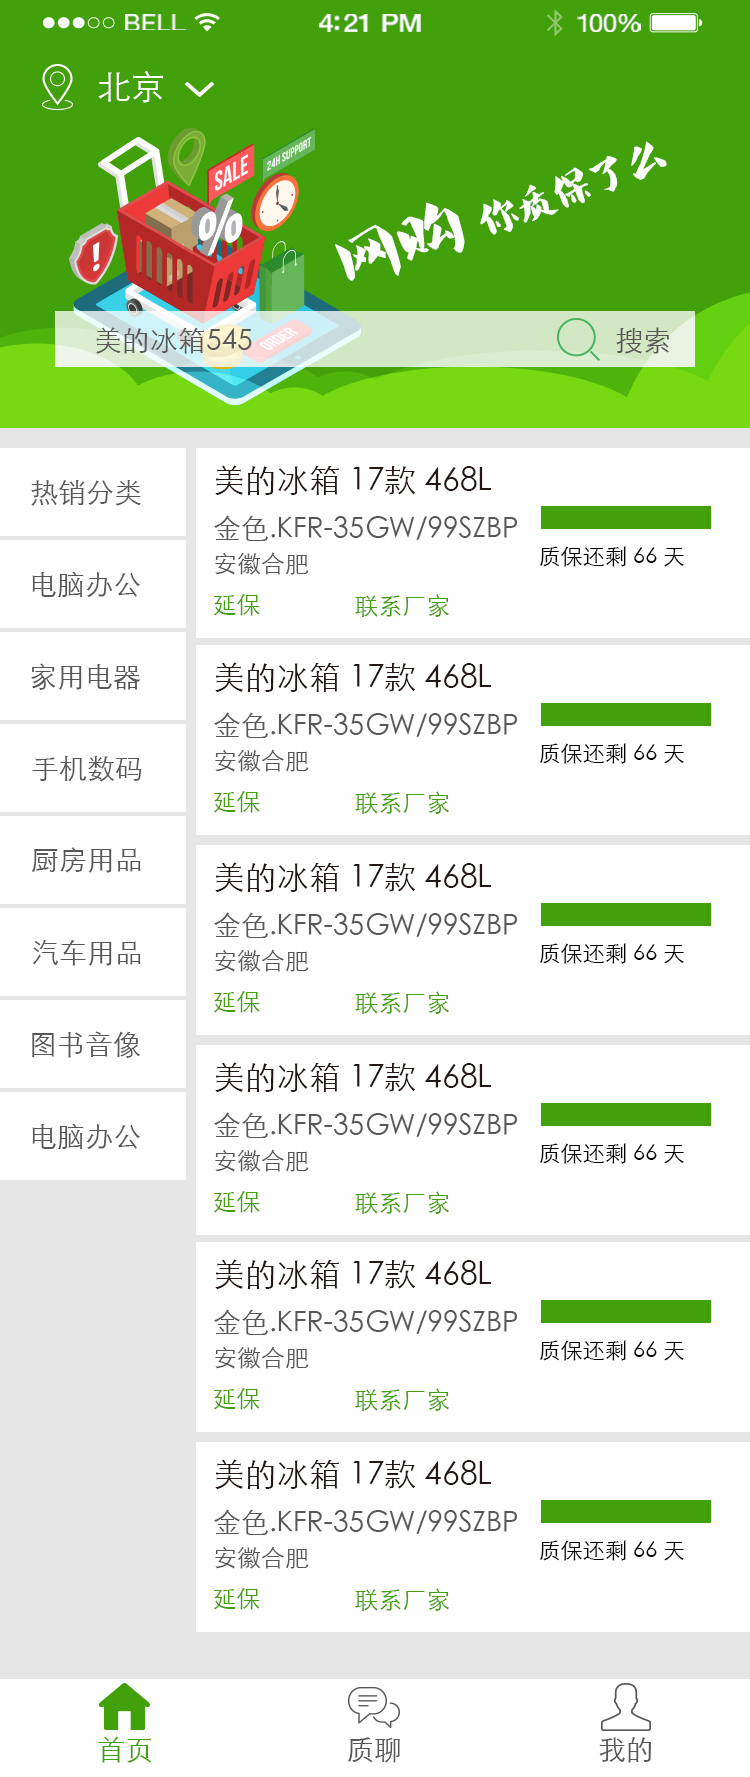 BELL 4:21 PM 100%
北京
SALE
24H SUPPORT
%
!
网购 你质保了么
ORDER
美的冰箱545 搜索
热销分类
电脑办公
家用电器
手机数码
厨房用品
汽车用品
图书音像
电脑办公
美的冰箱 17款 468L
金色.KFR-35GW/99SZBP
安徽合肥
质保还剩 66 天
延保 联系厂家
美的冰箱 17款 468L
金色.KFR-35GW/99SZBP
安徽合肥
质保还剩 66 天
延保 联系厂家
美的冰箱 17款 468L
金色.KFR-35GW/99SZBP
安徽合肥
质保还剩 66 天
延保 联系厂家
美的冰箱 17款 468L
金色.KFR-35GW/99SZBP
安徽合肥
质保还剩 66 天
延保 联系厂家
美的冰箱 17款 468L
金色.KFR-35GW/99SZBP
安徽合肥
质保还剩 66 天
延保 联系厂家
美的冰箱 17款 468L
金色.KFR-35GW/99SZBP
安徽合肥
质保还剩 66 天
延保 联系厂家
首页 质聊 我的